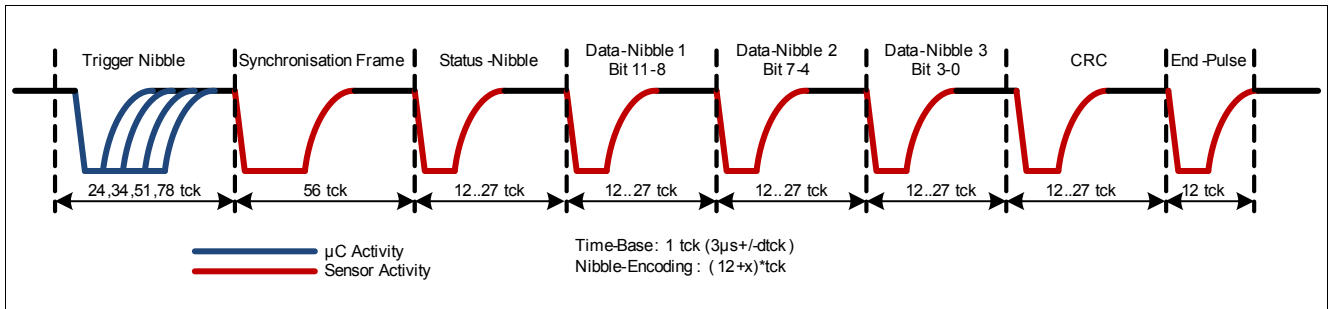 Trigger Nibble
Synchronisation Frame
Status -Nibble
Data-Nibble 1
Bit 11-8
Data-Nibble 2
Bit 7-4
Data-Nibble 3
Bit 3-0
CRC
End -Pulse
24,34,51,78 tck
56 tck
12..27 tck
12..27 tck
12..27 tck
12..27 tck
12..27 tck
12 tck
µC Activity
Sensor Activity
Time-Base: 1 tck (3µs+/-dtck)
Nibble-Encoding : (12+x)*tck